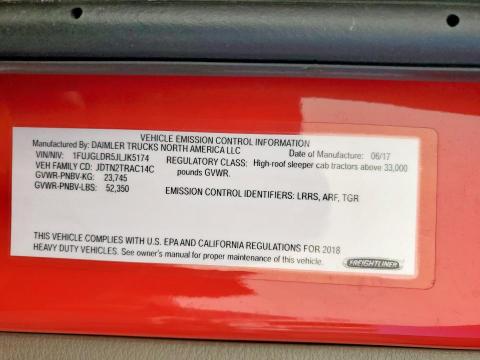 VEHICLE EMISSION CONTROL INFORMATION
Manufactured By: DAIMLER TRUCKS NORTH AMERICA LLC Date of Manufacture: 06/17
VIN/NIV: 1FUJGLDR5JLJK5174 REGULATORY CLASS: High-roof sleeper cab tractors above 33,000
VEH FAMILY CD: JDTN2TRAC14C pounds GVWR.
GVWR-PNBV-KG: 23,745
GVWR-PNBV-LBS: 52,350 EMISSION CONTROL IDENTIFIERS: LRRS, ARF, TGR
THIS VEHICLE COMPLIES WITH U.S. EPA AND CALIFORNIA REGULATIONS FOR 2018
HEAVY DUTY VEHICLES. See owner's manual for proper maintenance of this vehicle. FREIGHTLINER